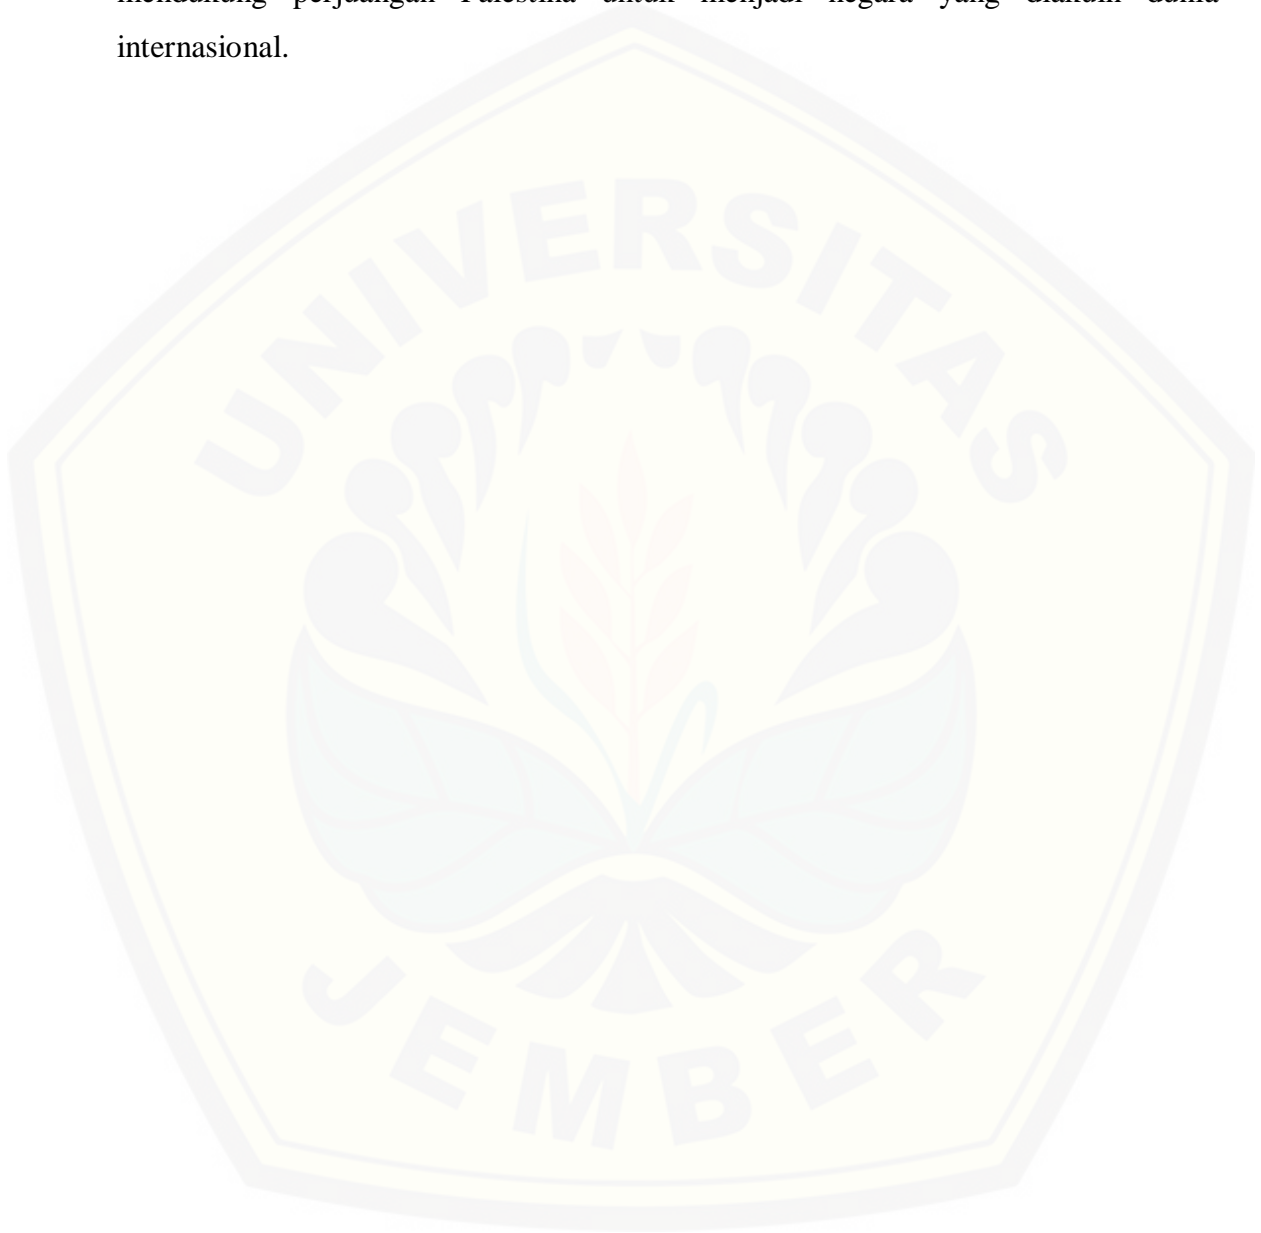 mendukung perjuangan Palestina untuk menjadi negara yang diakui dunia
internasional.
UNIVERSITAS
JEMBER